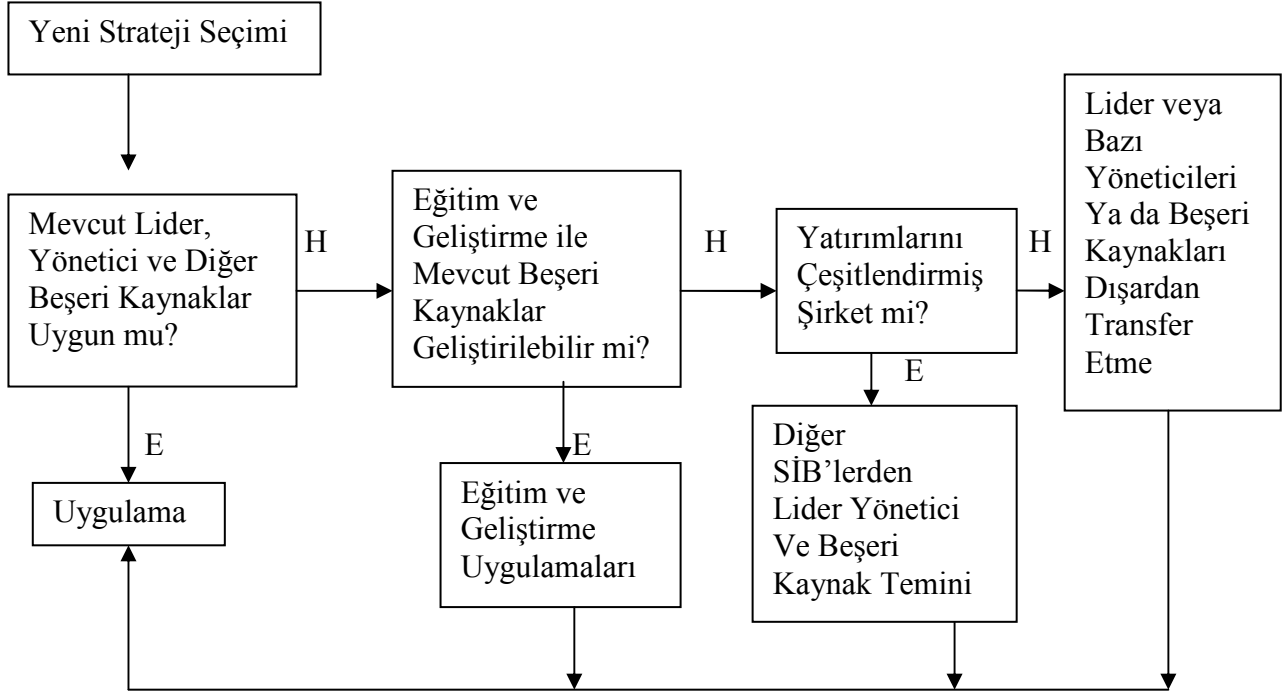 Yeni Strateji Seçimi
Mevcut Lider,
Yönetici ve Diğer
Beşeri Kaynaklar
Uygun mu?
H
E
Uygulama
Eğitim ve
Geliştirme ile
Mevcut Beşeri
Kaynaklar
Geliştirilebilir mi?
H
E
Eğitim ve
Geliştirme
Uygulamaları
Yatırımlarını
Çeşitlendirmiş
Şirket mi?
H
E
Diğer
SİB’lerden
Lider Yönetici
Ve Beşeri
Kaynak Temini
Lider veya
Bazı
Yöneticileri
Ya da Beşeri
Kaynakları
Dışardan
Transfer
Etme